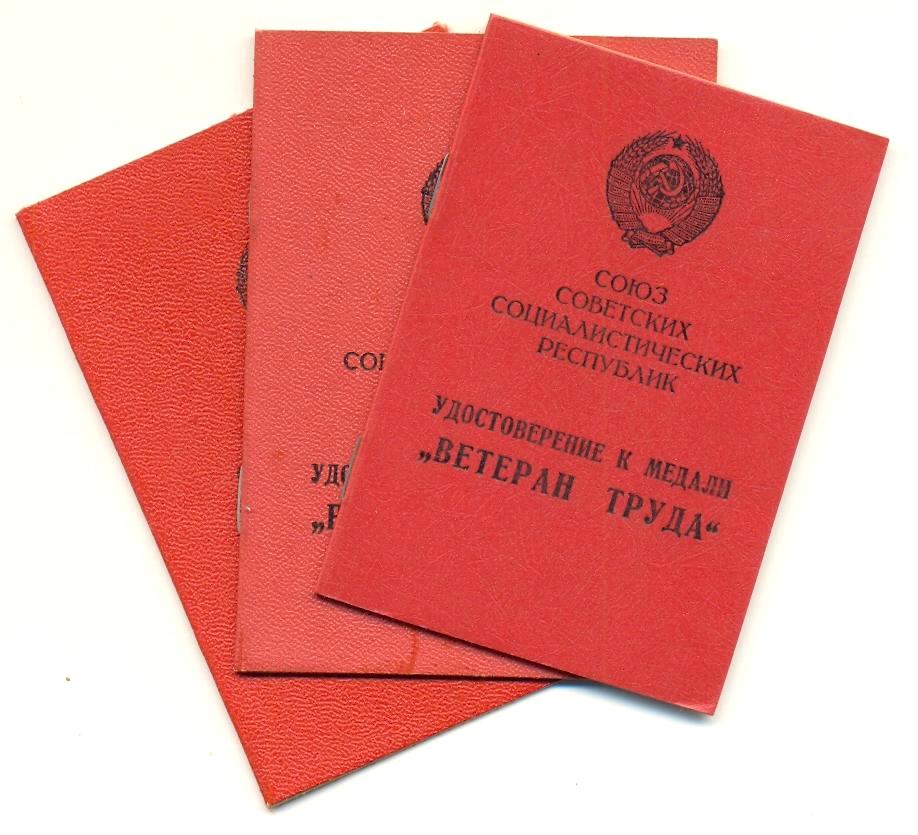 СОЮЗ
СОВЕТСКИХ
СОЦИАЛИСТИЧЕСКИХ
РЕСПУБЛИК
УДОСТОВЕРЕНИЕ К МЕДАЛИ
„ВЕТЕРАН ТРУДА“